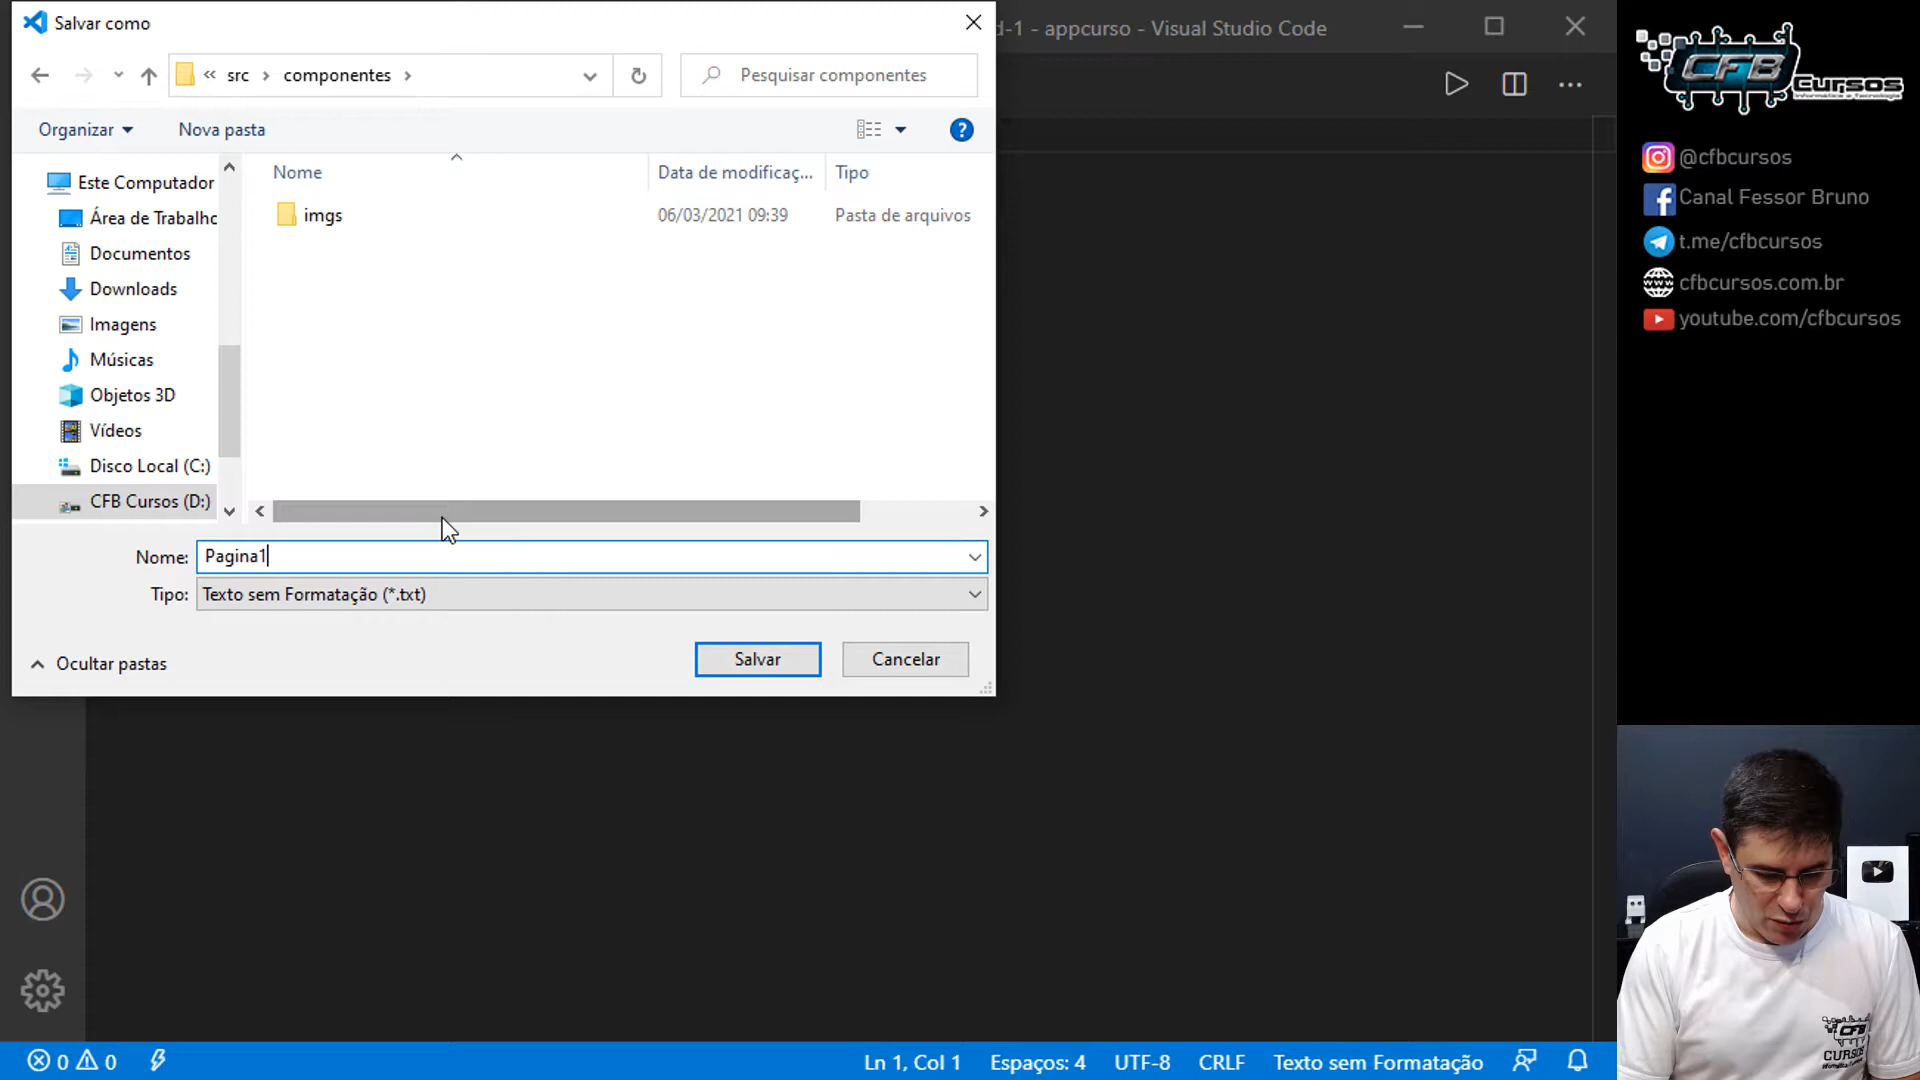 Salvar como
d-1 - appcurso - Visual Studio Code
« src › componentes ›
Pesquisar componentes
Organizar
Nova pasta
Nome
Data de modificaç...
Tipo
imgs
06/03/2021 09:39
Pasta de arquivos
Este Computador
Área de Trabalho
Documentos
Downloads
Imagens
Músicas
Objetos 3D
Vídeos
Disco Local (C:)
CFB Cursos (D:)
Nome: Pagina1
Tipo: Texto sem Formatação (*.txt)
Ocultar pastas
Salvar
Cancelar
0 0
Ln 1, Col 1
Espaços: 4
UTF-8
CRLF
Texto sem Formatação
CFB Cursos
@cfbcursos
Canal Fessor Bruno
t.me/cfbcursos
www
cfbcursos.com.br
youtube.com/cfbcursos
CFB
CURSOS